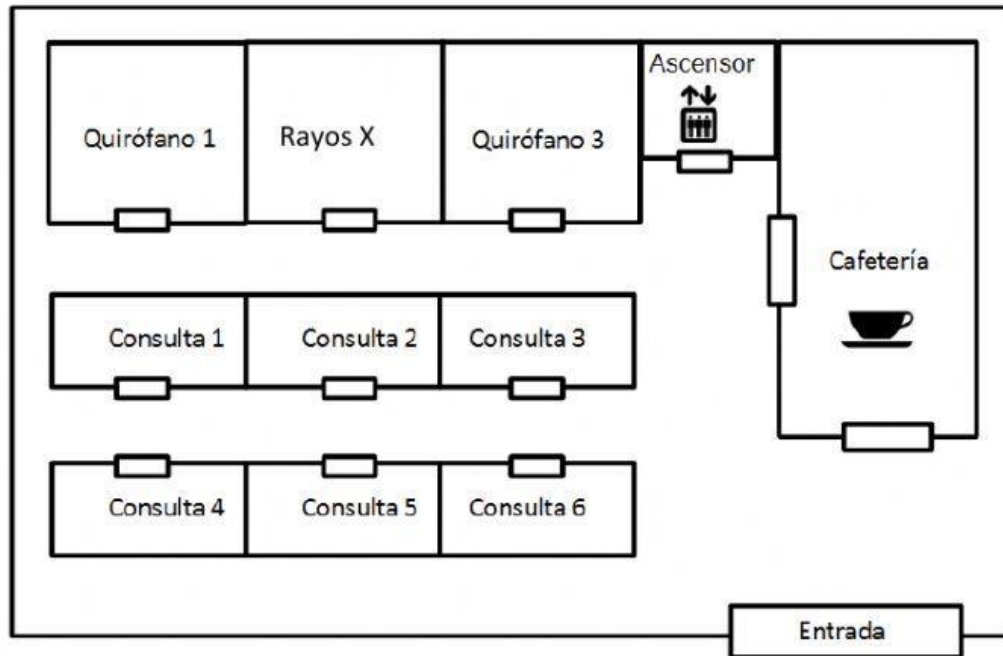 Ascensor
Quirófano 1
Rayos X
Quirófano 3
Cafetería
Consulta 1
Consulta 2
Consulta 3
Consulta 4
Consulta 5
Consulta 6
Entrada